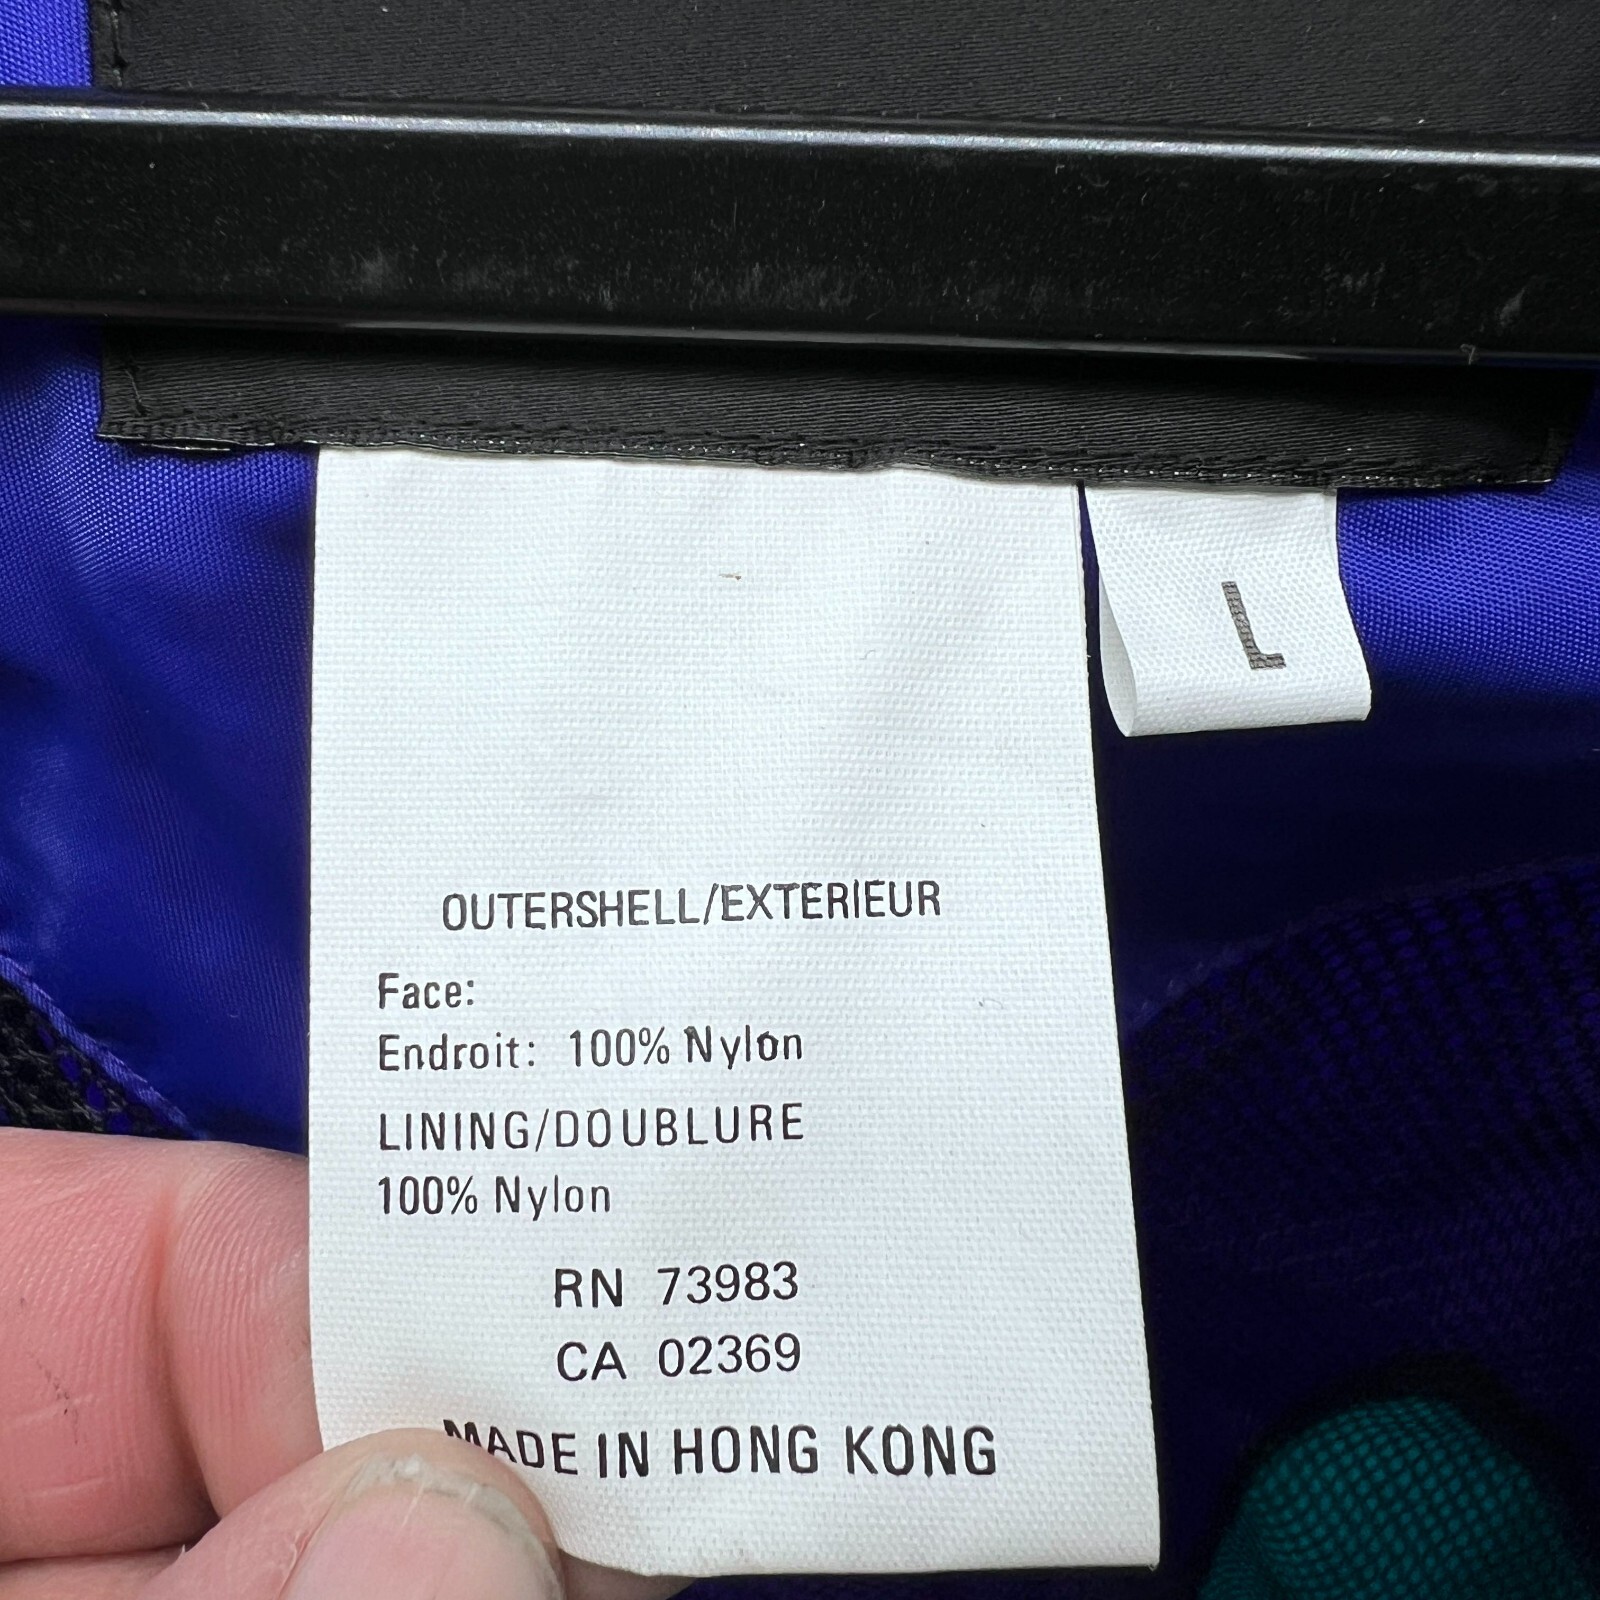 L
OUTERSHELL/EXTERIEUR
Face:
Endroit: 100% Nylon
LINING/DOUBLURE
100% Nylon
RN 73983
CA 02369
MADE IN HONG KONG